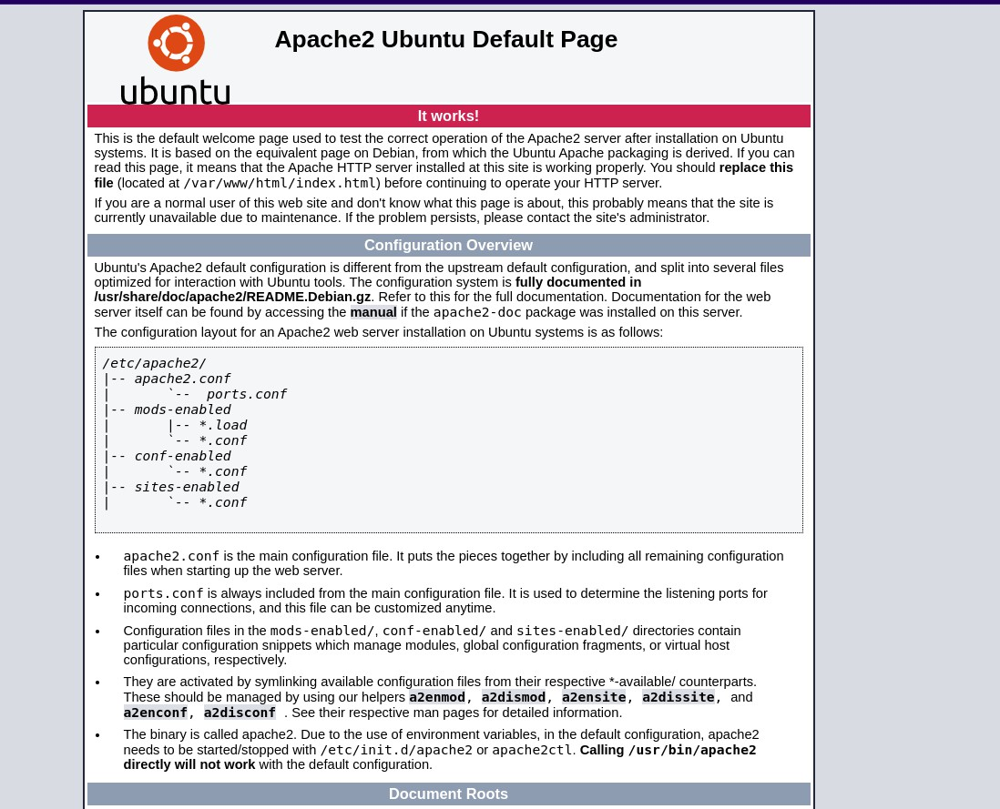 ubuntu
Apache2 Ubuntu Default Page
It works!
This is the default welcome page used to test the correct operation of the Apache2 server after installation on Ubuntu
systems. It is based on the equivalent page on Debian, from which the Ubuntu Apache packaging is derived. If you can
read this page, it means that the Apache HTTP server installed at this site is working properly. You should replace this
file (located at /var/www/html/index.html) before continuing to operate your HTTP server.
If you are a normal user of this web site and don't know what this page is about, this probably means that the site is
currently unavailable due to maintenance. If the problem persists, please contact the site's administrator.
Configuration Overview
Ubuntu's Apache2 default configuration is different from the upstream default configuration, and split into several files
optimized for interaction with Ubuntu tools. The configuration system is fully documented in
/usr/share/doc/apache2/README.Debian.gz. Refer to this for the full documentation. Documentation for the web
server itself can be found by accessing the manual if the apache2-doc package was installed on this server.
The configuration layout for an Apache2 web server installation on Ubuntu systems is as follows:
/etc/apache2/
|-- apache2.conf
|       `--  ports.conf
|-- mods-enabled
|       |-- *.load
|       `-- *.conf
|-- conf-enabled
|       `-- *.conf
|-- sites-enabled
|       `-- *.conf
• apache2.conf is the main configuration file. It puts the pieces together by including all remaining configuration
files when starting up the web server.
• ports.conf is always included from the main configuration file. It is used to determine the listening ports for
incoming connections, and this file can be customized anytime.
• Configuration files in the mods-enabled/, conf-enabled/ and sites-enabled/ directories contain
particular configuration snippets which manage modules, global configuration fragments, or virtual host
configurations, respectively.
• They are activated by symlinking available configuration files from their respective *-available/ counterparts.
These should be managed by using our helpers a2enmod, a2dismod, a2ensite, a2dissite, and
a2enconf, a2disconf . See their respective man pages for detailed information.
• The binary is called apache2. Due to the use of environment variables, in the default configuration, apache2
needs to be started/stopped with /etc/init.d/apache2 or apache2ctl. Calling /usr/bin/apache2
directly will not work with the default configuration.
Document Roots